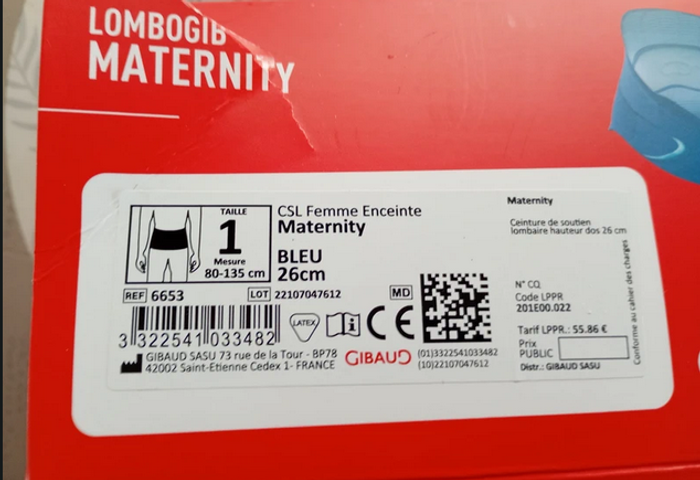 LOMBOGIB
MATERNITY
TAILLE
1
Mesure
80-135 cm
CSL Femme Enceinte
Maternity
BLEU
26cm
REF 6653
LOT 22107047612
MD
3 322541 033482
LATEX
CE
GIBAUD SASU 73 rue de la Tour - BP78
42002 Saint-Etienne Cedex 1- FRANCE
GIBAUD
(01)3322541033482
(10)22107047612
Maternity
Ceinture de soutien
lombaire hauteur dos 26 cm
N° CQ
Code LPPR
201E00.022
Tarif LPPR.: 55.86 €
Prix
PUBLIC
Distr.: GIBAUD SASU
Conforme au cahier des charges